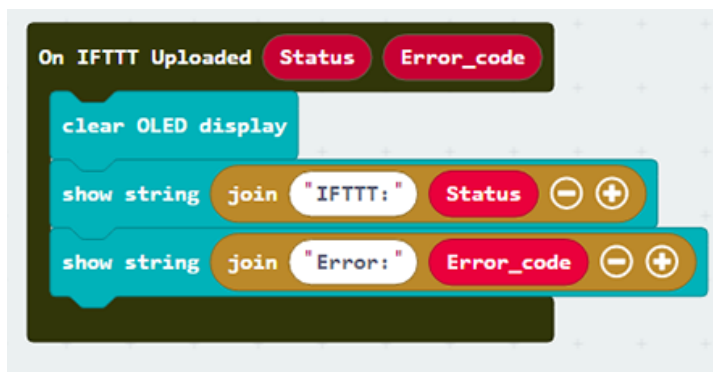 On IFTTT Uploaded Status Error_code
clear OLED display
show string join "IFTTT:" Status
show string join "Error:" Error_code